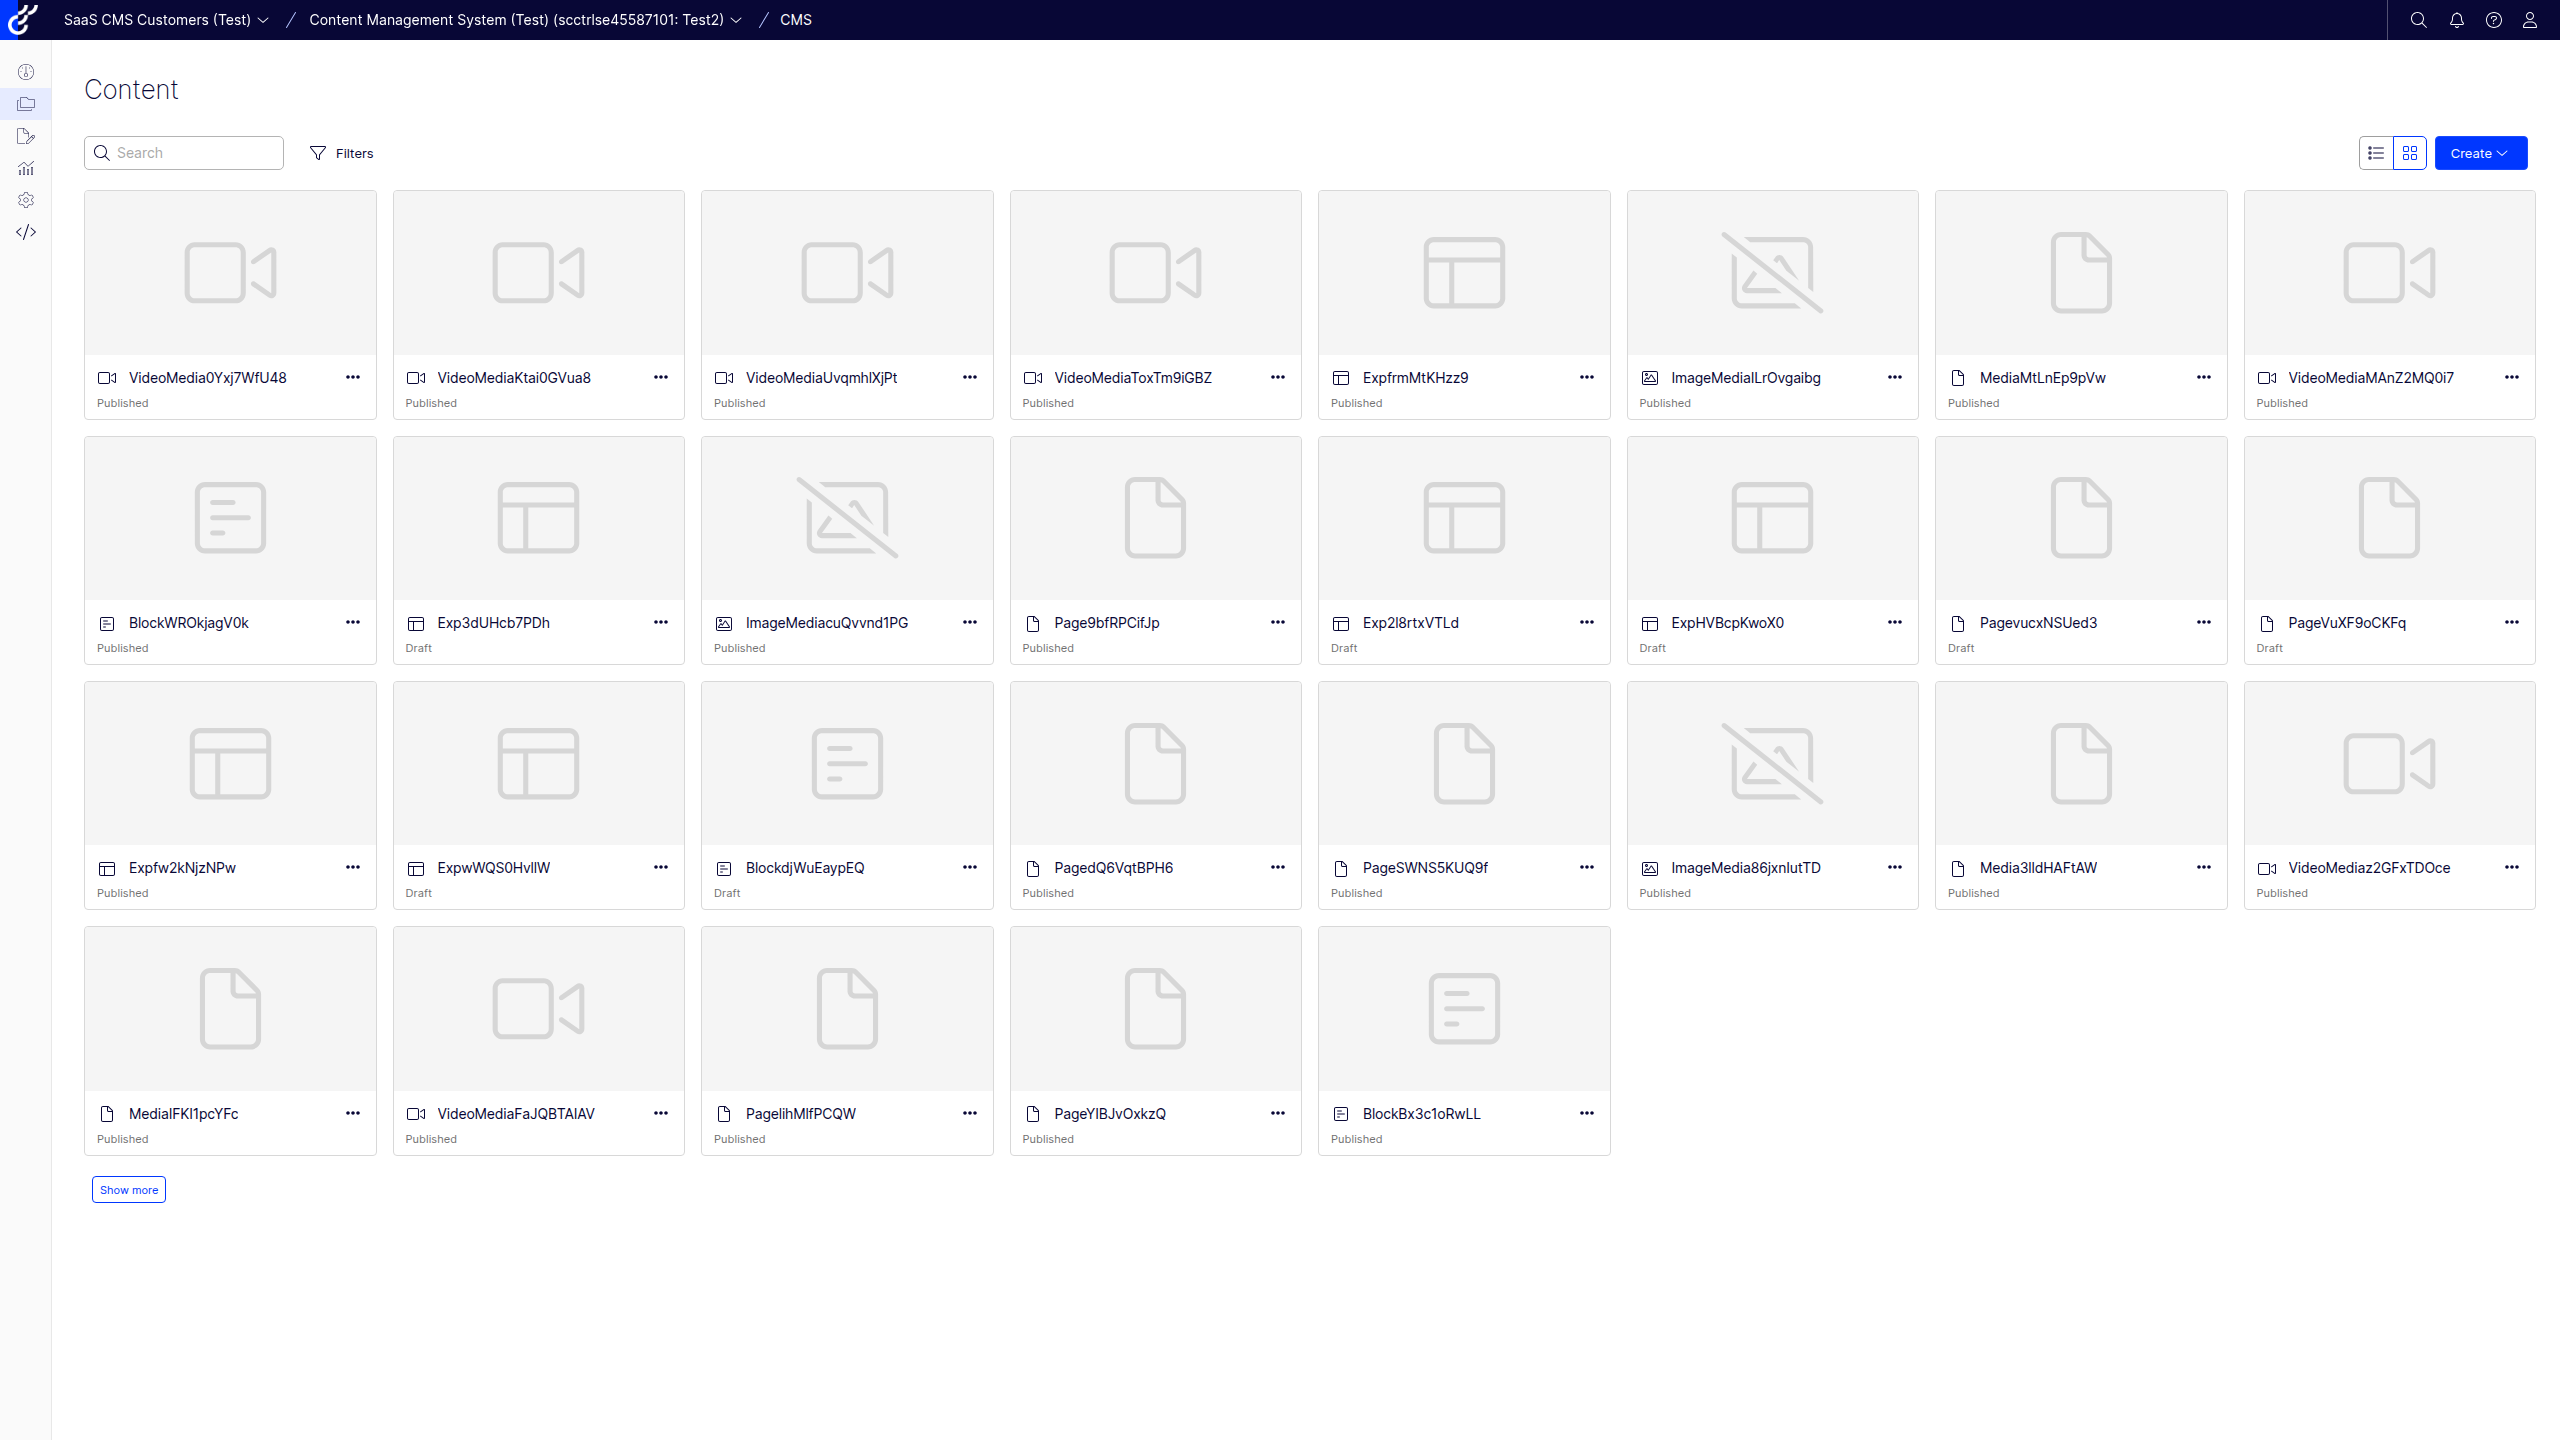 SaaS CMS Customers (Test) / Content Management System (Test) (scctrlse45587101: Test2) / CMS
Content
Search
Filters
Create
VideoMedia0Yxj7WfU48
VideoMediaKtai0GVua8
VideoMediaUvqmhlXjPt
VideoMediaToxTm9iGBZ
ExpfrmMtKHzz9
ImageMediaILrOvgaibg
MediaMtLnEp9pVw
VideoMediaMAnZ2MQ0i7
Published
Published
Published
Published
Published
Published
Published
Published
BlockWROkjagV0k
Exp3dUHcb7PDh
ImageMediacuQvvnd1PG
Page9bfRPCifJp
Exp2I8rtxVTLd
ExpHVBcpKwoX0
PagevucxNSUed3
PageVuXF9oCKFq
Published
Draft
Published
Published
Draft
Draft
Draft
Draft
Expfw2kNjzNPw
ExpwWQS0HvllW
BlockdjWuEaypEQ
PagedQ6VqtBPH6
PageSWNS5KUQ9f
ImageMedia86jxnlutTD
Media3lldHAFtAW
VideoMediaz2GFxTDOce
Published
Draft
Draft
Published
Published
Published
Published
Published
MediaIFKI1pcYFc
VideoMediaFaJQBTAIAV
PagelihMlfPCQW
PageYIBJvOxkzQ
BlockBx3c1oRwLL
Published
Published
Published
Published
Published
Show more